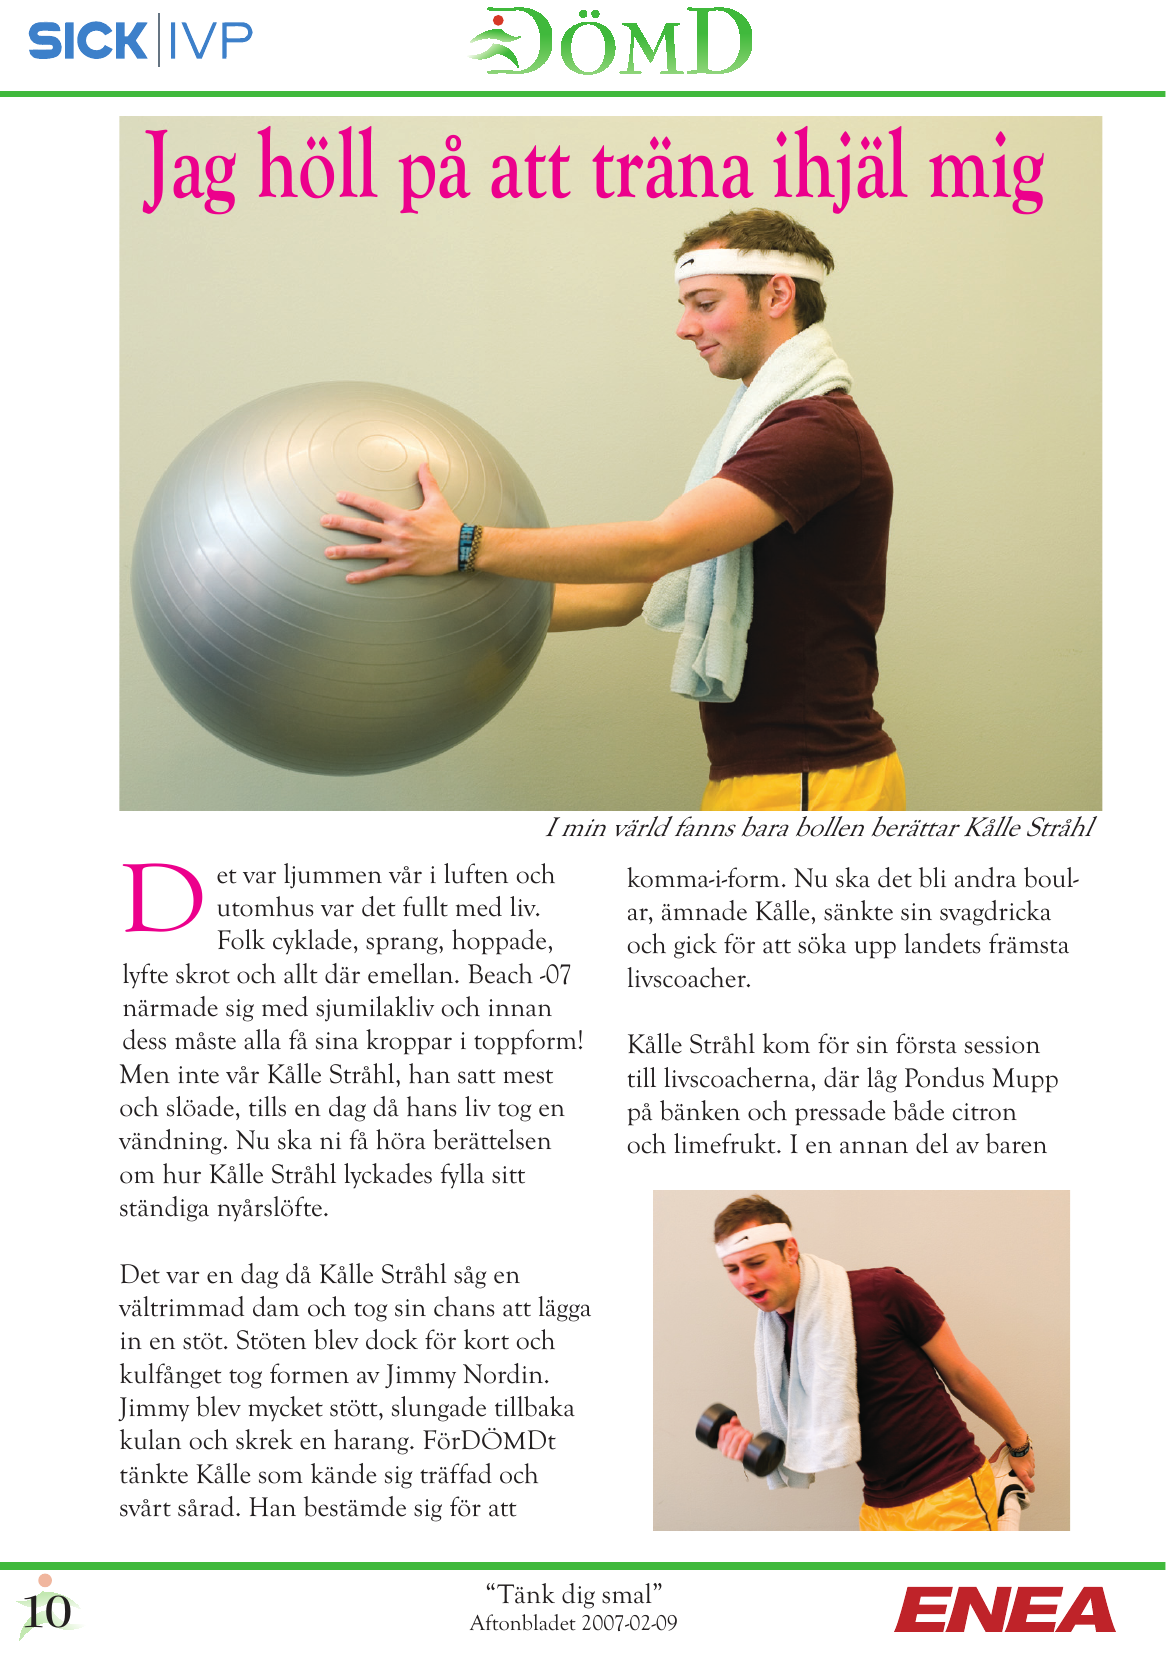 SICK IVP
DÖMD
Jag höll på att träna ihjäl mig
I min värld fanns bara bollen berättar Kålle Stråhl
Det var ljummen vår i luften och
utomhus var det fullt med liv.
Folk cyklade, sprang, hoppade,
lyfte skrot och allt där emellan. Beach -07
närmade sig med sjumilakliv och innan
dess måste alla få sina kroppar i toppform!
Men inte vår Kålle Stråhl, han satt mest
och slöade, tills en dag då hans liv tog en
vändning. Nu ska ni få höra berättelsen
om hur Kålle Stråhl lyckades fylla sitt
ständiga nyårslöfte.
Det var en dag då Kålle Stråhl såg en
vältrimmad dam och tog sin chans att lägga
in en stöt. Stöten blev dock för kort och
kulfånget tog formen av Jimmy Nordin.
Jimmy blev mycket stött, slungade tillbaka
kulan och skrek en harang. FörDÖMDt
tänkte Kålle som kände sig träffad och
svårt sårad. Han bestämde sig för att
komma-i-form. Nu ska det bli andra boul-
ar, ämnade Kålle, sänkte sin svagdricka
och gick för att söka upp landets främsta
livscoacher.
Kålle Stråhl kom för sin första session
till livscoacherna, där låg Pondus Mupp
på bänken och pressade både citron
och limefrukt. I en annan del av baren
10
“Tänk dig smal”
Aftonbladet 2007-02-09
ENEA